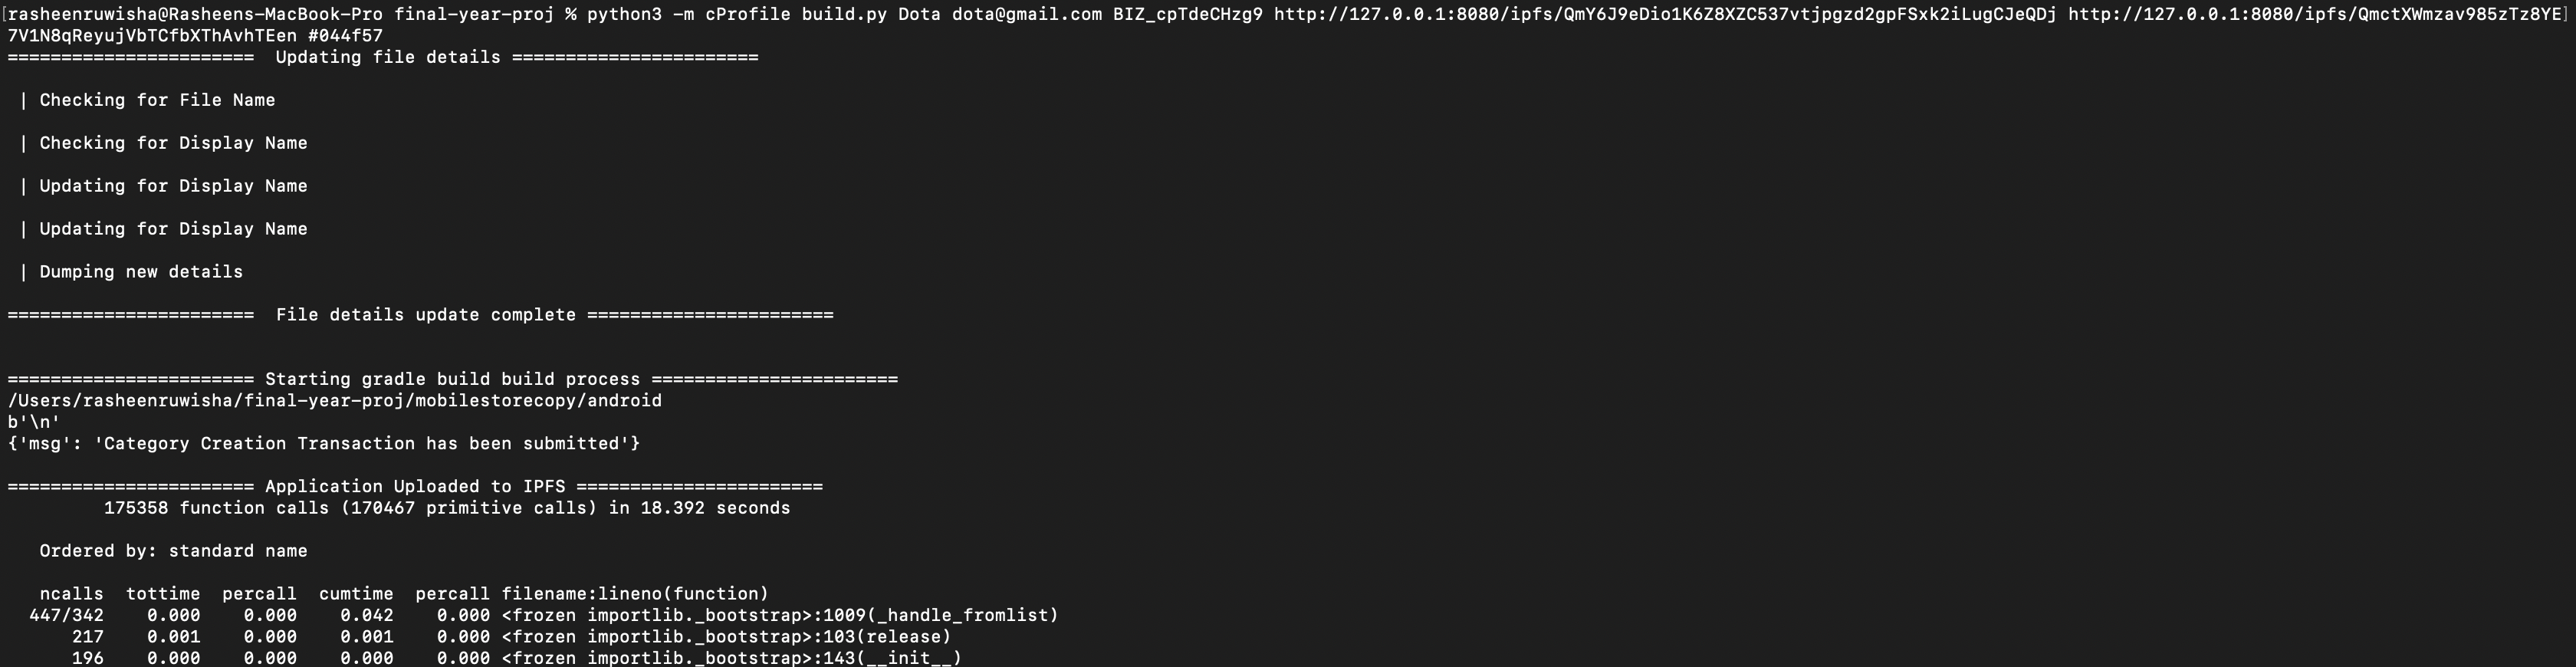 [rasheenruwisha@Rasheens-MacBook-Pro final-year-proj % python3 -m cProfile build.py Dota dota@gmail.com BIZ_cpTdeCHzg9 http://127.0.0.1:8080/ipfs/QmY6J9eDio1K6Z8XZC537vtjpgzd2gpFSxk2iLugCJeQDj http://127.0.0.1:8080/ipfs/QmctXWmzav985zTz8YE]
7V1N8qReyujVbTCfbXThAvhTEen #044f57
======================= Updating file details =======================
| Checking for File Name
| Checking for Display Name
| Updating for Display Name
| Updating for Display Name
| Dumping new details
======================= File details update complete =======================
======================= Starting gradle build build process =======================
/Users/rasheenruwisha/final-year-proj/mobilestorecopy/android
b'\n'
{'msg': 'Category Creation Transaction has been submitted'}
======================= Application Uploaded to IPFS =======================
175358 function calls (170467 primitive calls) in 18.392 seconds
Ordered by: standard name
ncalls tottime percall cumtime percall filename:lineno(function)
447/342 0.000 0.000 0.042 0.000 <frozen importlib._bootstrap>:1009(_handle_fromlist)
217 0.001 0.000 0.001 0.000 <frozen importlib._bootstrap>:103(release)
196 0.000 0.000 0.000 0.000 <frozen importlib._bootstrap>:143(__init__)